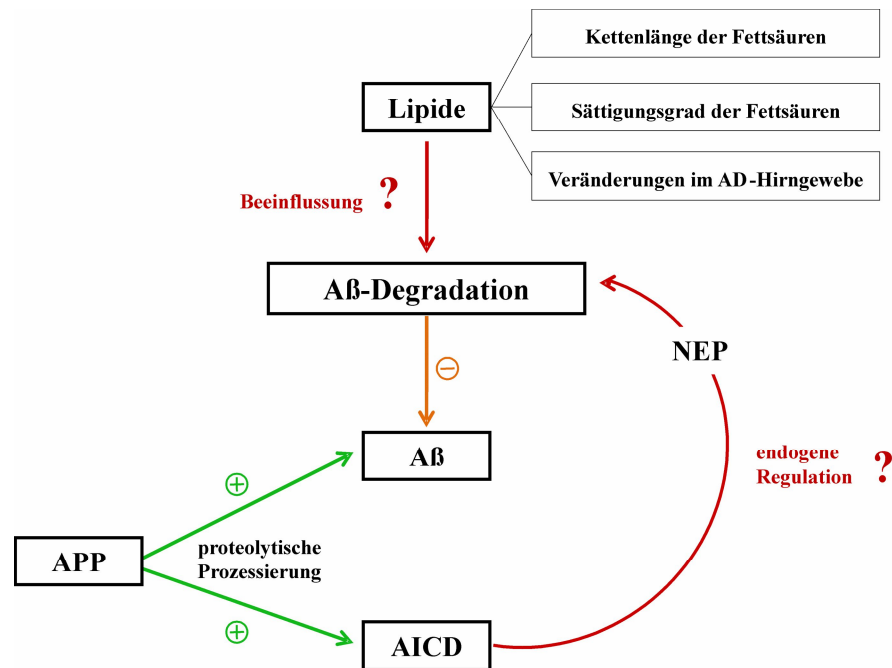 Kettenlänge der Fettsäuren
Lipide
Sättigungsgrad der Fettsäuren
Veränderungen im AD-Hirngewebe
Beeinflussung ?
Aß-Degradation
NEP
Aß
endogene
Regulation ?
proteolytische
Prozessierung
APP
AICD